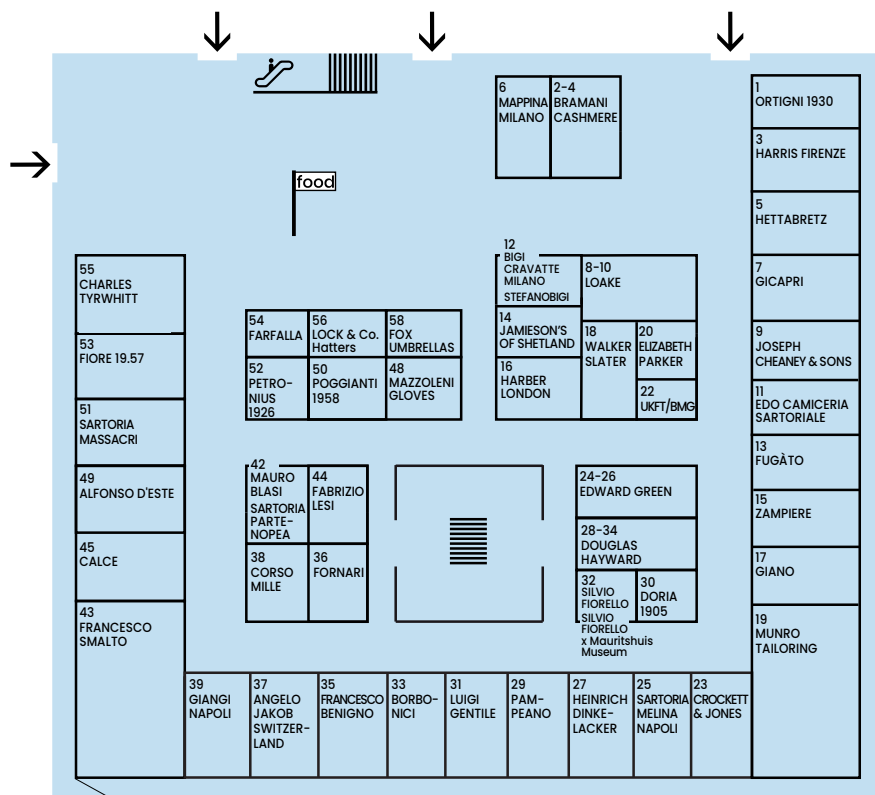 6
MAPPINA
MILANO
2-4
BRAMANI
CASHMERE
1
ORTIGNI 1930
3
HARRIS FIRENZE
5
HETTABRETZ
7
GICAPRI
9
JOSEPH
CHEANEY & SONS
11
EDO CAMICERIA
SARTORIALE
13
FUGÀTO
15
ZAMPIERE
17
GIANO
19
MUNRO
TAILORING
food
12
BIGI
CRAVATTE
MILANO
STEFANOBIGI
8-10
LOAKE
14
JAMIESON'S
OF SHETLAND
16
HARBER
LONDON
18
WALKER
SLATER
20
ELIZABETH
PARKER
22
UKFT/BMG
55
CHARLES
TYRWHITT
53
FIORE 19.57
51
SARTORIA
MASSACRI
49
ALFONSO D'ESTE
45
CALCE
43
FRANCESCO
SMALTO
54
FARFALLA
56
LOCK & Co.
Hatters
58
FOX
UMBRELLAS
52
PETRO-
NIUS
1926
50
POGGIANTI
1958
48
MAZZOLENI
GLOVES
42
MAURO
BLASI
SARTORIA
PARTE-
NOPEA
44
FABRIZIO
LESI
38
CORSO
MILLE
36
FORNARI
24-26
EDWARD GREEN
28-34
DOUGLAS
HAYWARD
32
SILVIO
FIORELLO
SILVIO
FIORELLO
x Mauritshuis
Museum
30
DORIA
1905
39
GIANGI
NAPOLI
37
ANGELO
JAKOB
SWITZER-
LAND
35
FRANCESCO
BENIGNO
33
BORBO-
NICI
31
LUIGI
GENTILE
29
PAM-
PEANO
27
HEINRICH
DINKE-
LACKER
25
SARTORIA
MELINA
NAPOLI
23
CROCKETT
& JONES